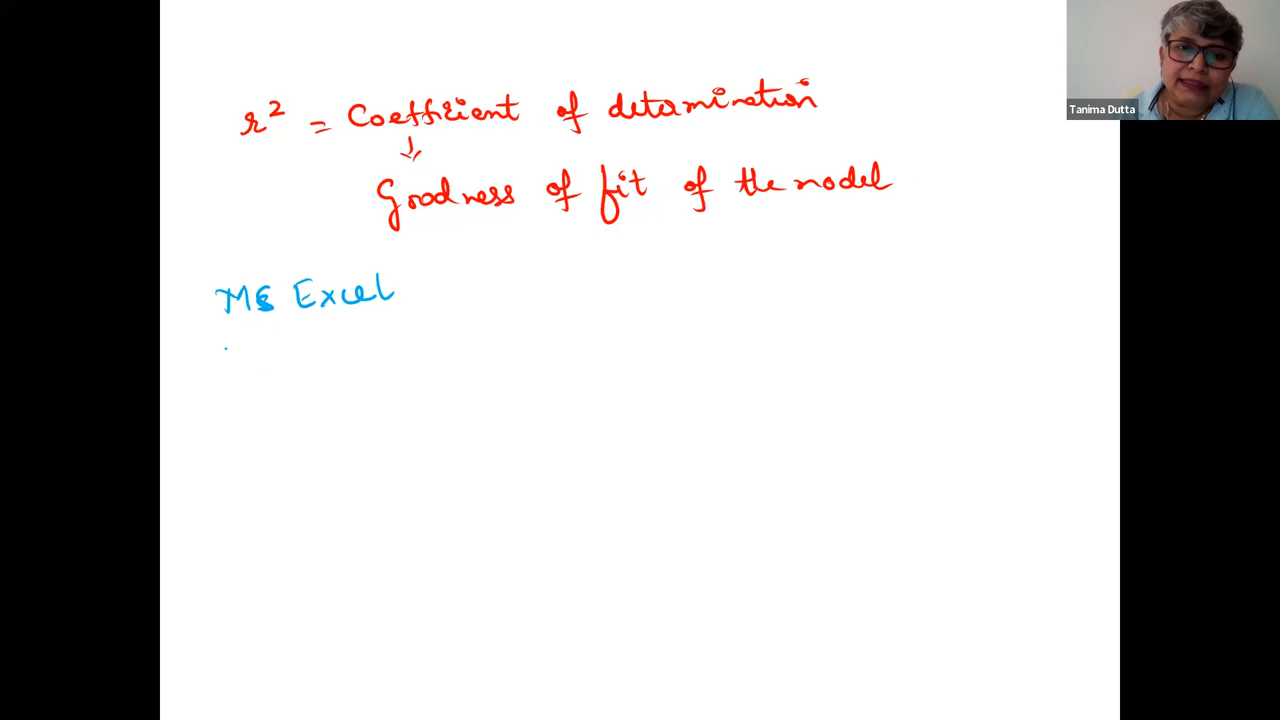 r² = Coefficient of determination
Goodness of fit of the model
MS Excel
Tanima Dutta